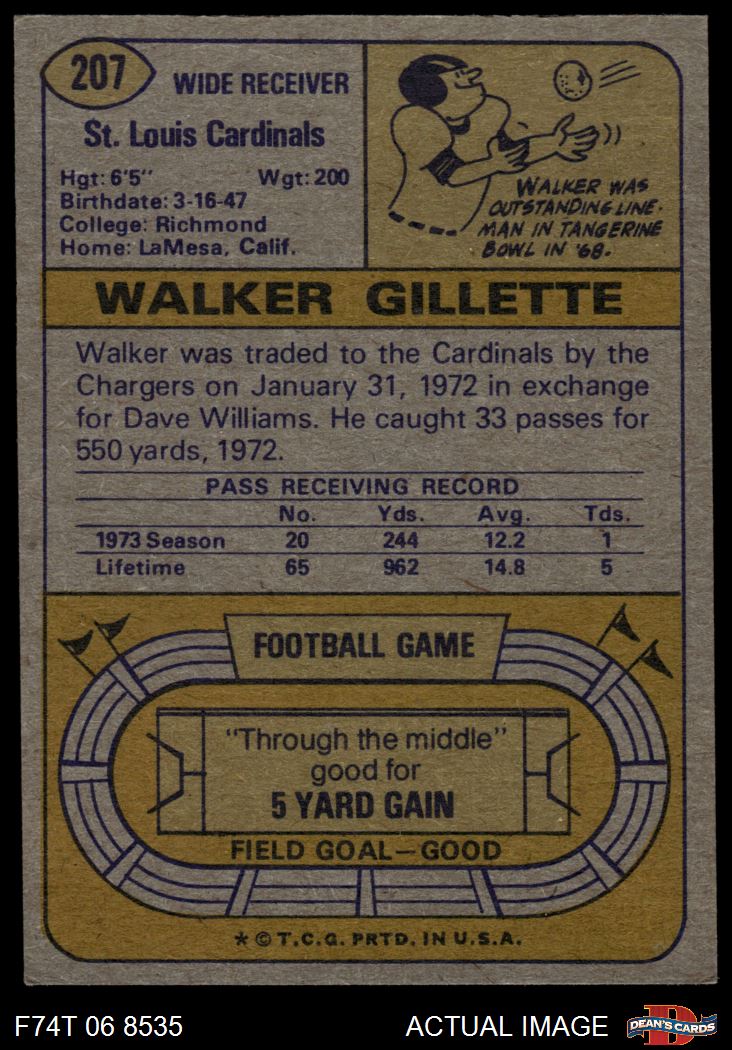 207
WIDE RECEIVER
St. Louis Cardinals
Hgt: 6'5" Wgt: 200
Birthdate: 3-16-47
College: Richmond
Home: LaMesa, Calif.
WALKER WAS
OUTSTANDING LINE-
MAN IN TANGERINE
BOWL IN '68.
WALKER GILLETTE
Walker was traded to the Cardinals by the
Chargers on January 31, 1972 in exchange
for Dave Williams. He caught 33 passes for
550 yards, 1972.
PASS RECEIVING RECORD
No. Yds. Avg. Tds.
1973 Season 20 244 12.2 1
Lifetime 65 962 14.8 5
FOOTBALL GAME
"Through the middle"
good for
5 YARD GAIN
FIELD GOAL—GOOD
* © T.C.G. PRTD. IN U.S.A.
F74T 06 8535 ACTUAL IMAGE
DEAN'S CARDS